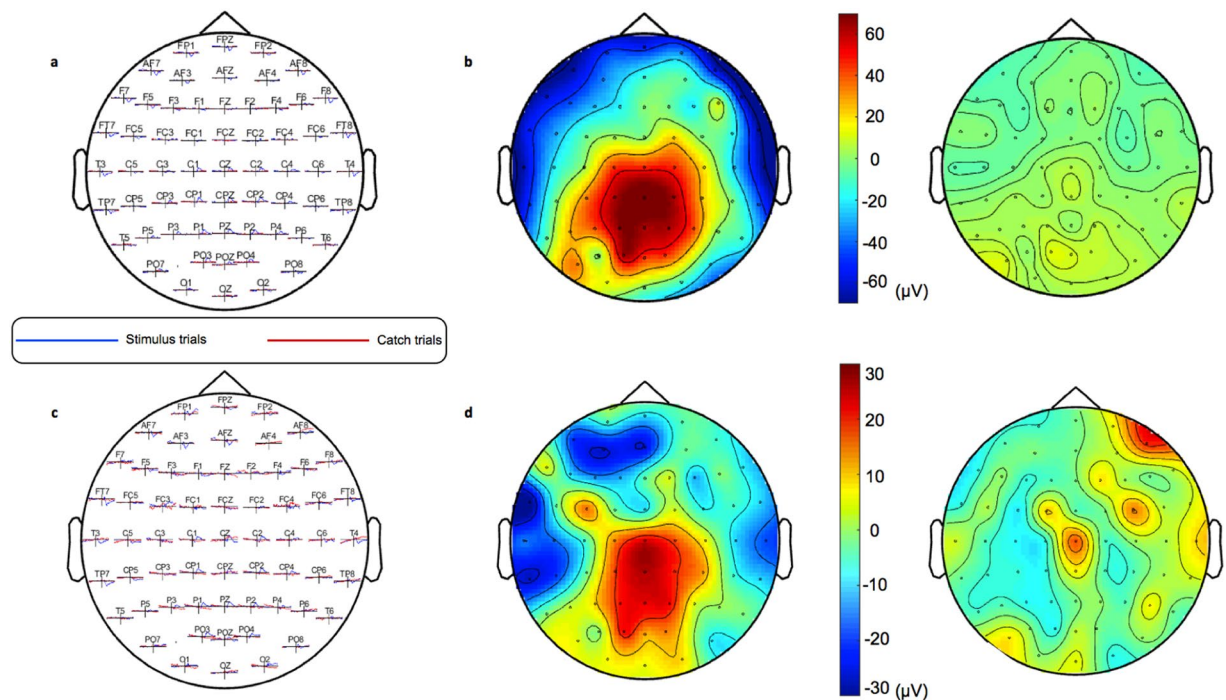 a
FPZ
FP1 FP2
AF7 AF8
AF3 AFZ AF4
F7 F8
F5 F3 F1 FZ F2 F4 F6
FT7 FC5 FC3 FC1 FCZ FC2 FC4 FC6 FT8
T3 C5 C3 C1 CZ C2 C4 C6 T4
TP7 CP5 CP3 CP1 CPZ CP2 CP4 CP6 TP8
T5 P5 P3 P1 PZ P2 P4 P6 T6
PO7 PO3 POZ PO4 PO8
O1 OZ O2
b
60
40
20
0
-20
-40
-60
(µV)
Stimulus trials Catch trials
c
FPZ
FP1 FP2
AF7 AF8
AF3 AFZ AF4
F7 F8
F5 F3 F1 FZ F2 F4 F6
FT7 FC5 FC3 FC1 FCZ FC2 FC4 FC6 FT8
T3 C5 C3 C1 CZ C2 C4 C6 T4
TP7 CP5 CP3 CP1 CPZ CP2 CP4 CP6 TP8
T5 P5 P3 P1 PZ P2 P4 P6 T6
PO7 PO3 POZ PO4 PO8
O1 OZ O2
d
30
20
10
0
-10
-20
-30
(µV)